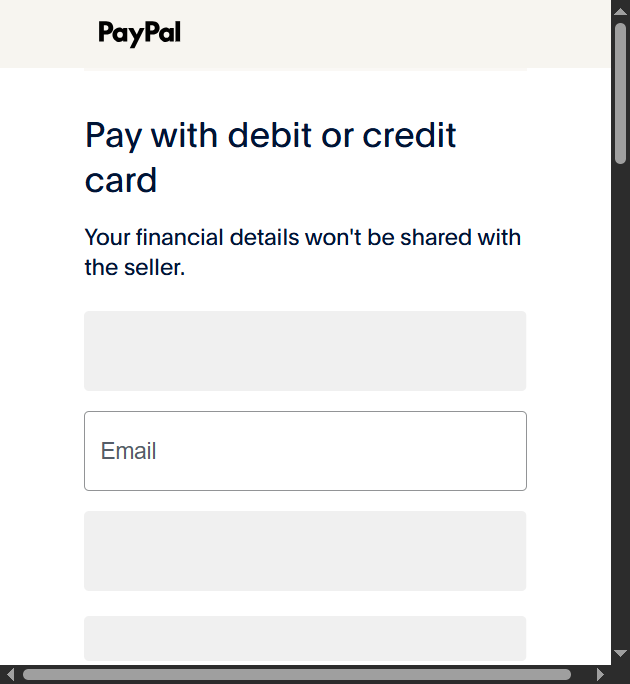 PayPal
Pay with debit or credit
card
Your financial details won't be shared with
the seller.
Email